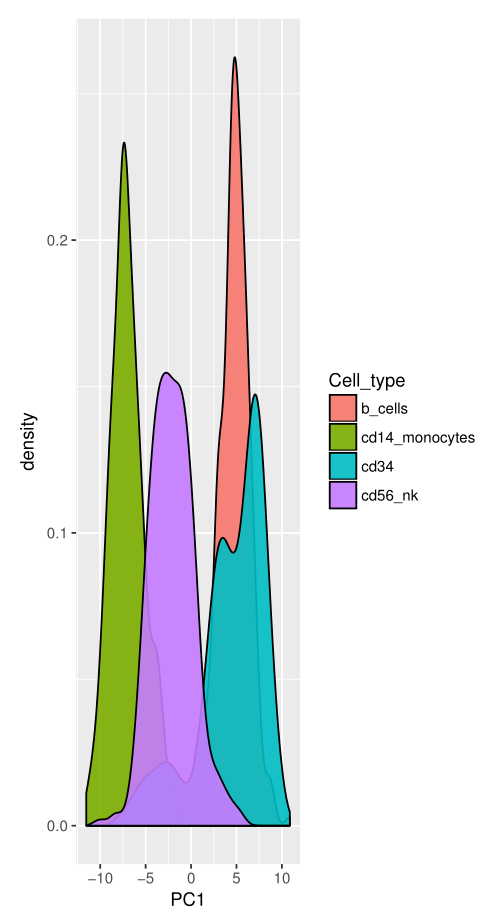 0.2
0.1
0.0
density
−10 −5 0 5 10
PC1
Cell_type
b_cells
cd14_monocytes
cd34
cd56_nk